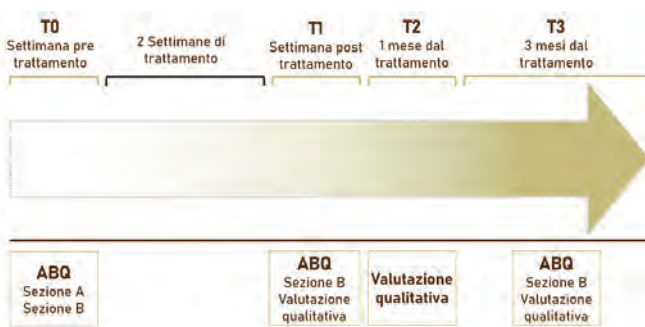 T0
Settimana pre
trattamento
2 Settimane di
trattamento
T1
Settimana post
trattamento
T2
1 mese dal
trattamento
T3
3 mesi dal
trattamento
ABQ
Sezione A
Sezione B
ABQ
Sezione B
Valutazione
qualitativa
Valutazione
qualitativa
ABQ
Sezione B
Valutazione
qualitativa